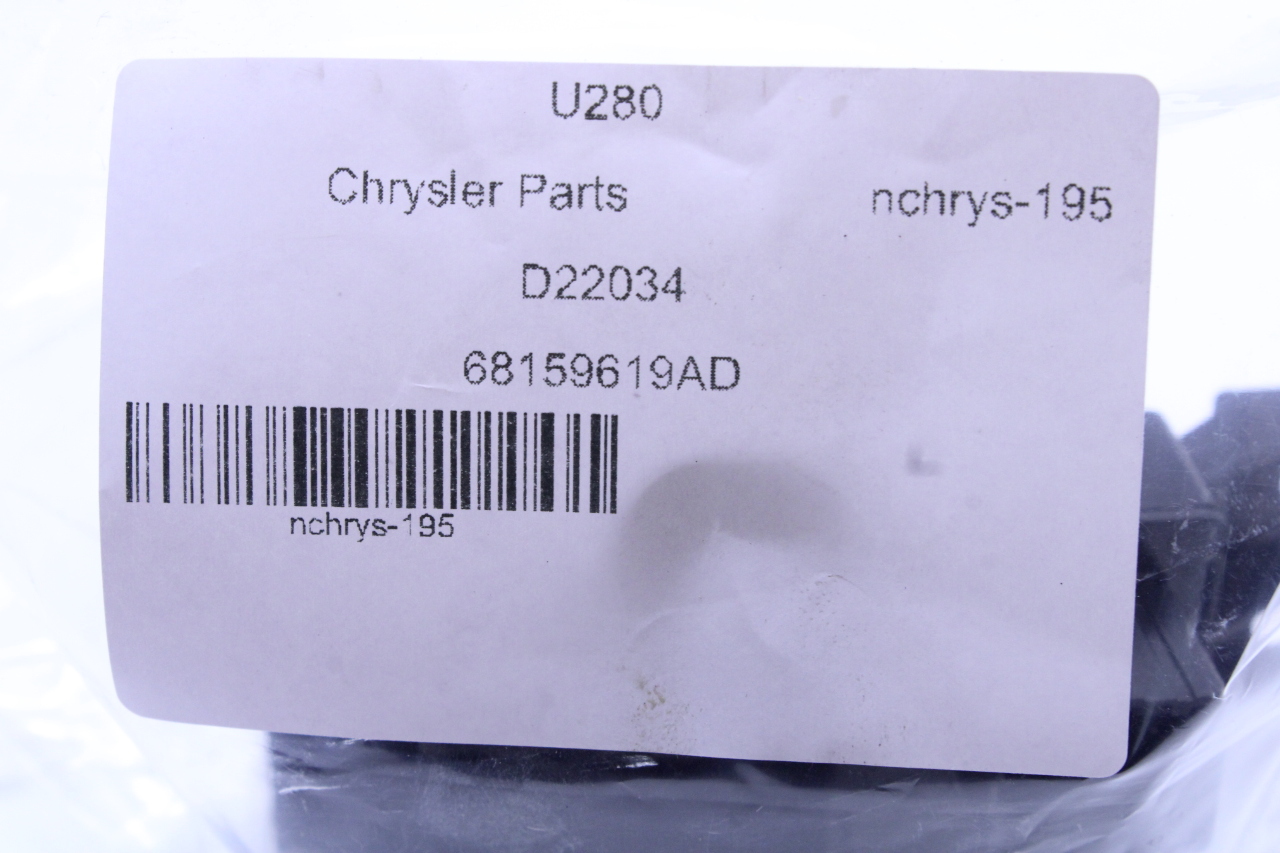 U280
Chrysler Parts nchrys-195
D22034
68159619AD
nchrys-195